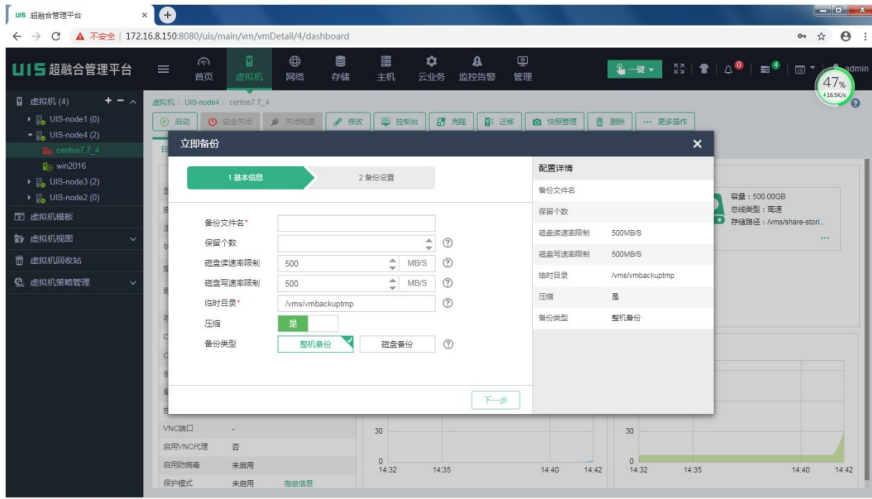 UIS 超融合管理平台
不安全 | 172.16.8.150:8080/uis/main/vm/vmDetail/4/dashboard
UIS 超融合管理平台
首页
虚拟机
网络
存储
主机
云业务
监控告警
管理
一键
admin
47%
+16.5K/s
虚拟机 (4)
UIS-node1 (0)
UIS-node4 (2)
centos7.7_4
win2016
UIS-node3 (2)
UIS-node2 (0)
虚拟机模板
虚拟机视图
虚拟机回收站
虚拟机策略管理
虚拟机 / UIS-node4 / centos7.7_4
启动
安全关闭
关闭电源
修改
控制台
克隆
迁移
快照管理
删除
更多操作
立即备份
1 基本信息
2 备份设置
备份文件名*
保留个数
磁盘读速率限制 500 MB/S
磁盘写速率限制 500 MB/S
临时目录* /vms/vmbackuptmp
压缩 是
备份类型 整机备份 磁盘备份
下一步
配置详情
备份文件名
保留个数
磁盘读速率限制 500MB/S
磁盘写速率限制 500MB/S
临时目录 /vms/vmbackuptmp
压缩 是
备份类型 整机备份
容量：500.00GB
总线类型：高速
存储路径：/vms/share-stori...
VNC端口 -
启用VNC代理 否
启用防病毒 未启用
保护模式 未启用 高级信息
30
0
14:32 14:35 14:40 14:42
30
0
14:32 14:35 14:40 14:42